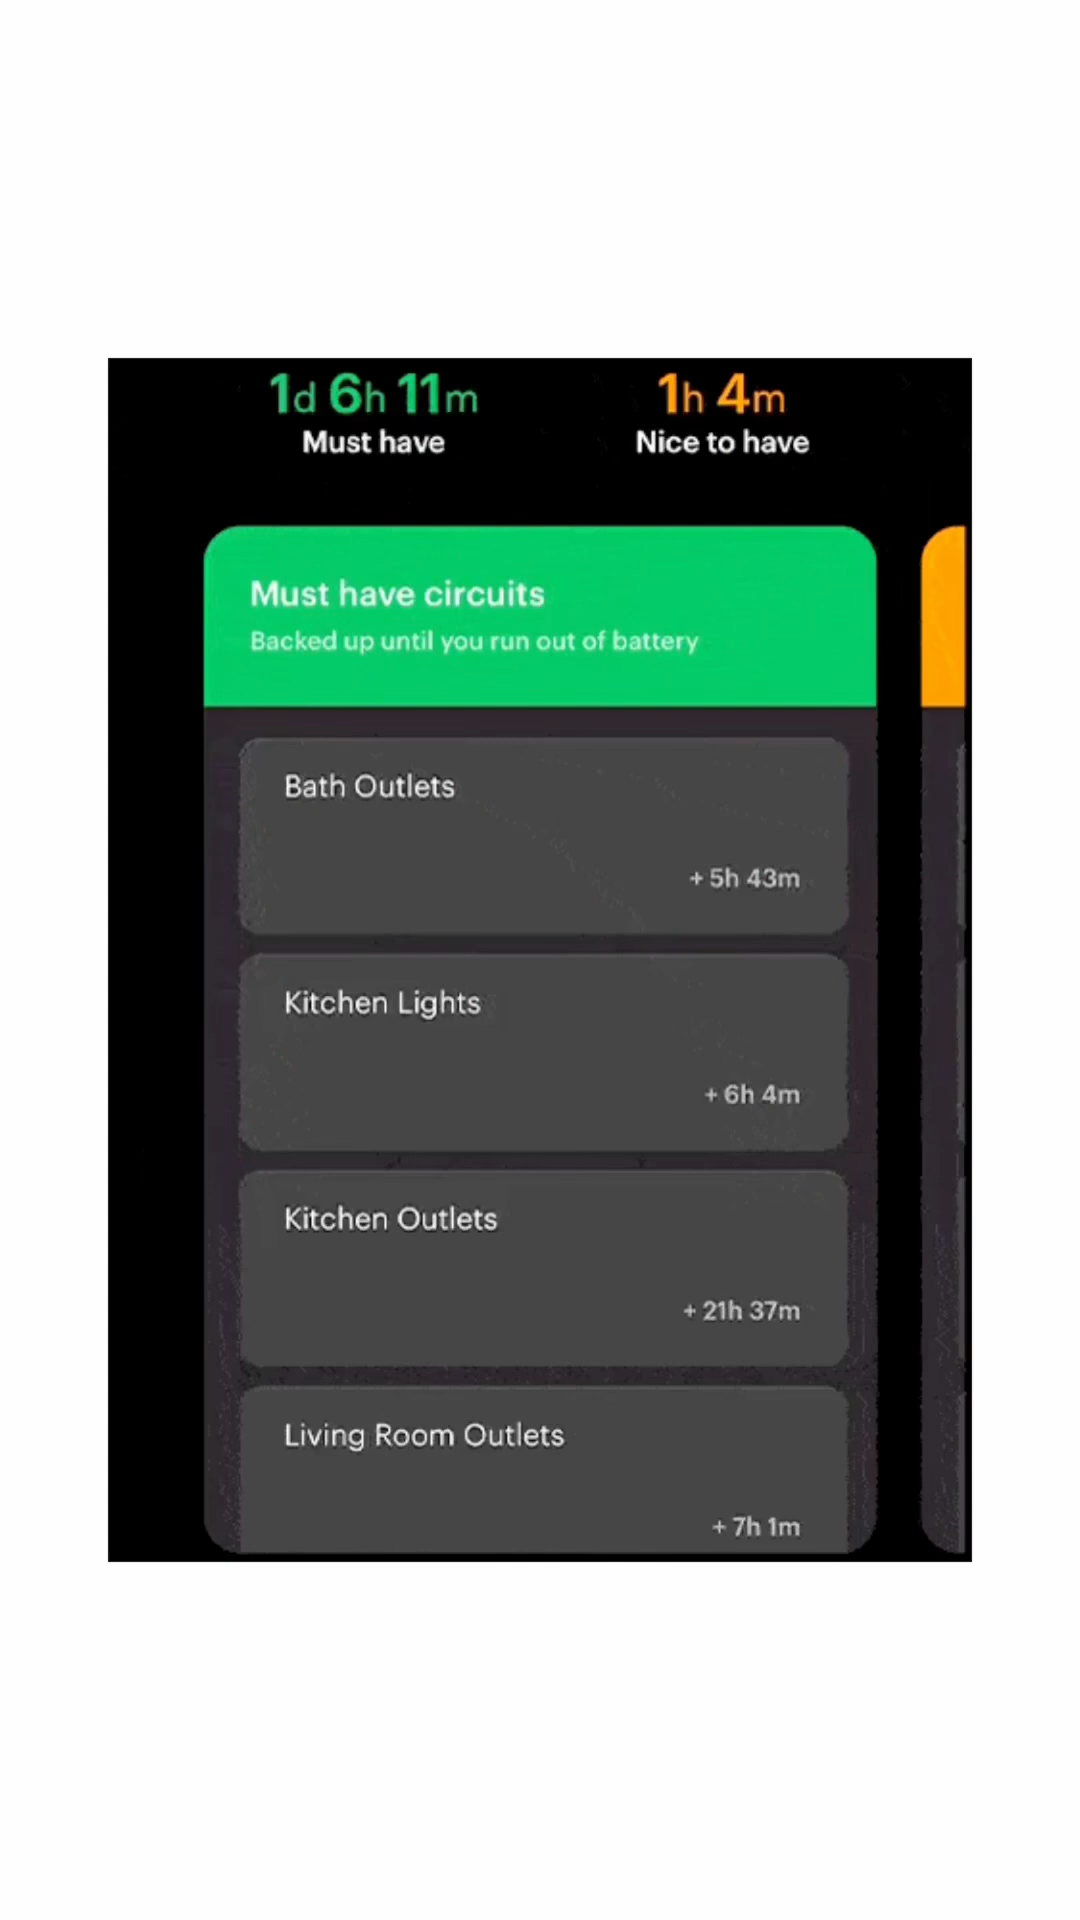 1d 6h 11m
Must have
1h 4m
Nice to have
Must have circuits
Backed up until you run out of battery
Bath Outlets
+ 5h 43m
Kitchen Lights
+ 6h 4m
Kitchen Outlets
+ 21h 37m
Living Room Outlets
+ 7h 1m